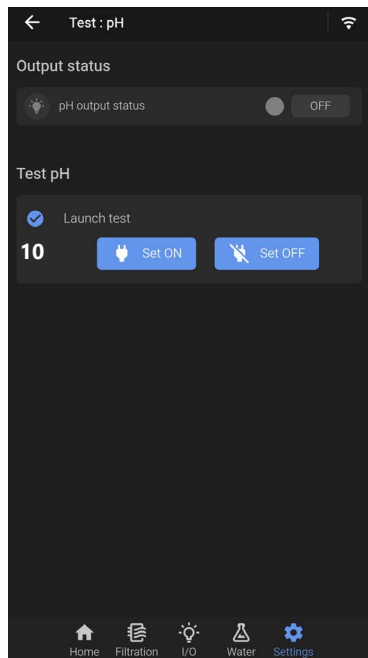 Test : pH
Output status
pH output status OFF
Test pH
Launch test
10 Set ON Set OFF
Home Filtration I/O Water Settings